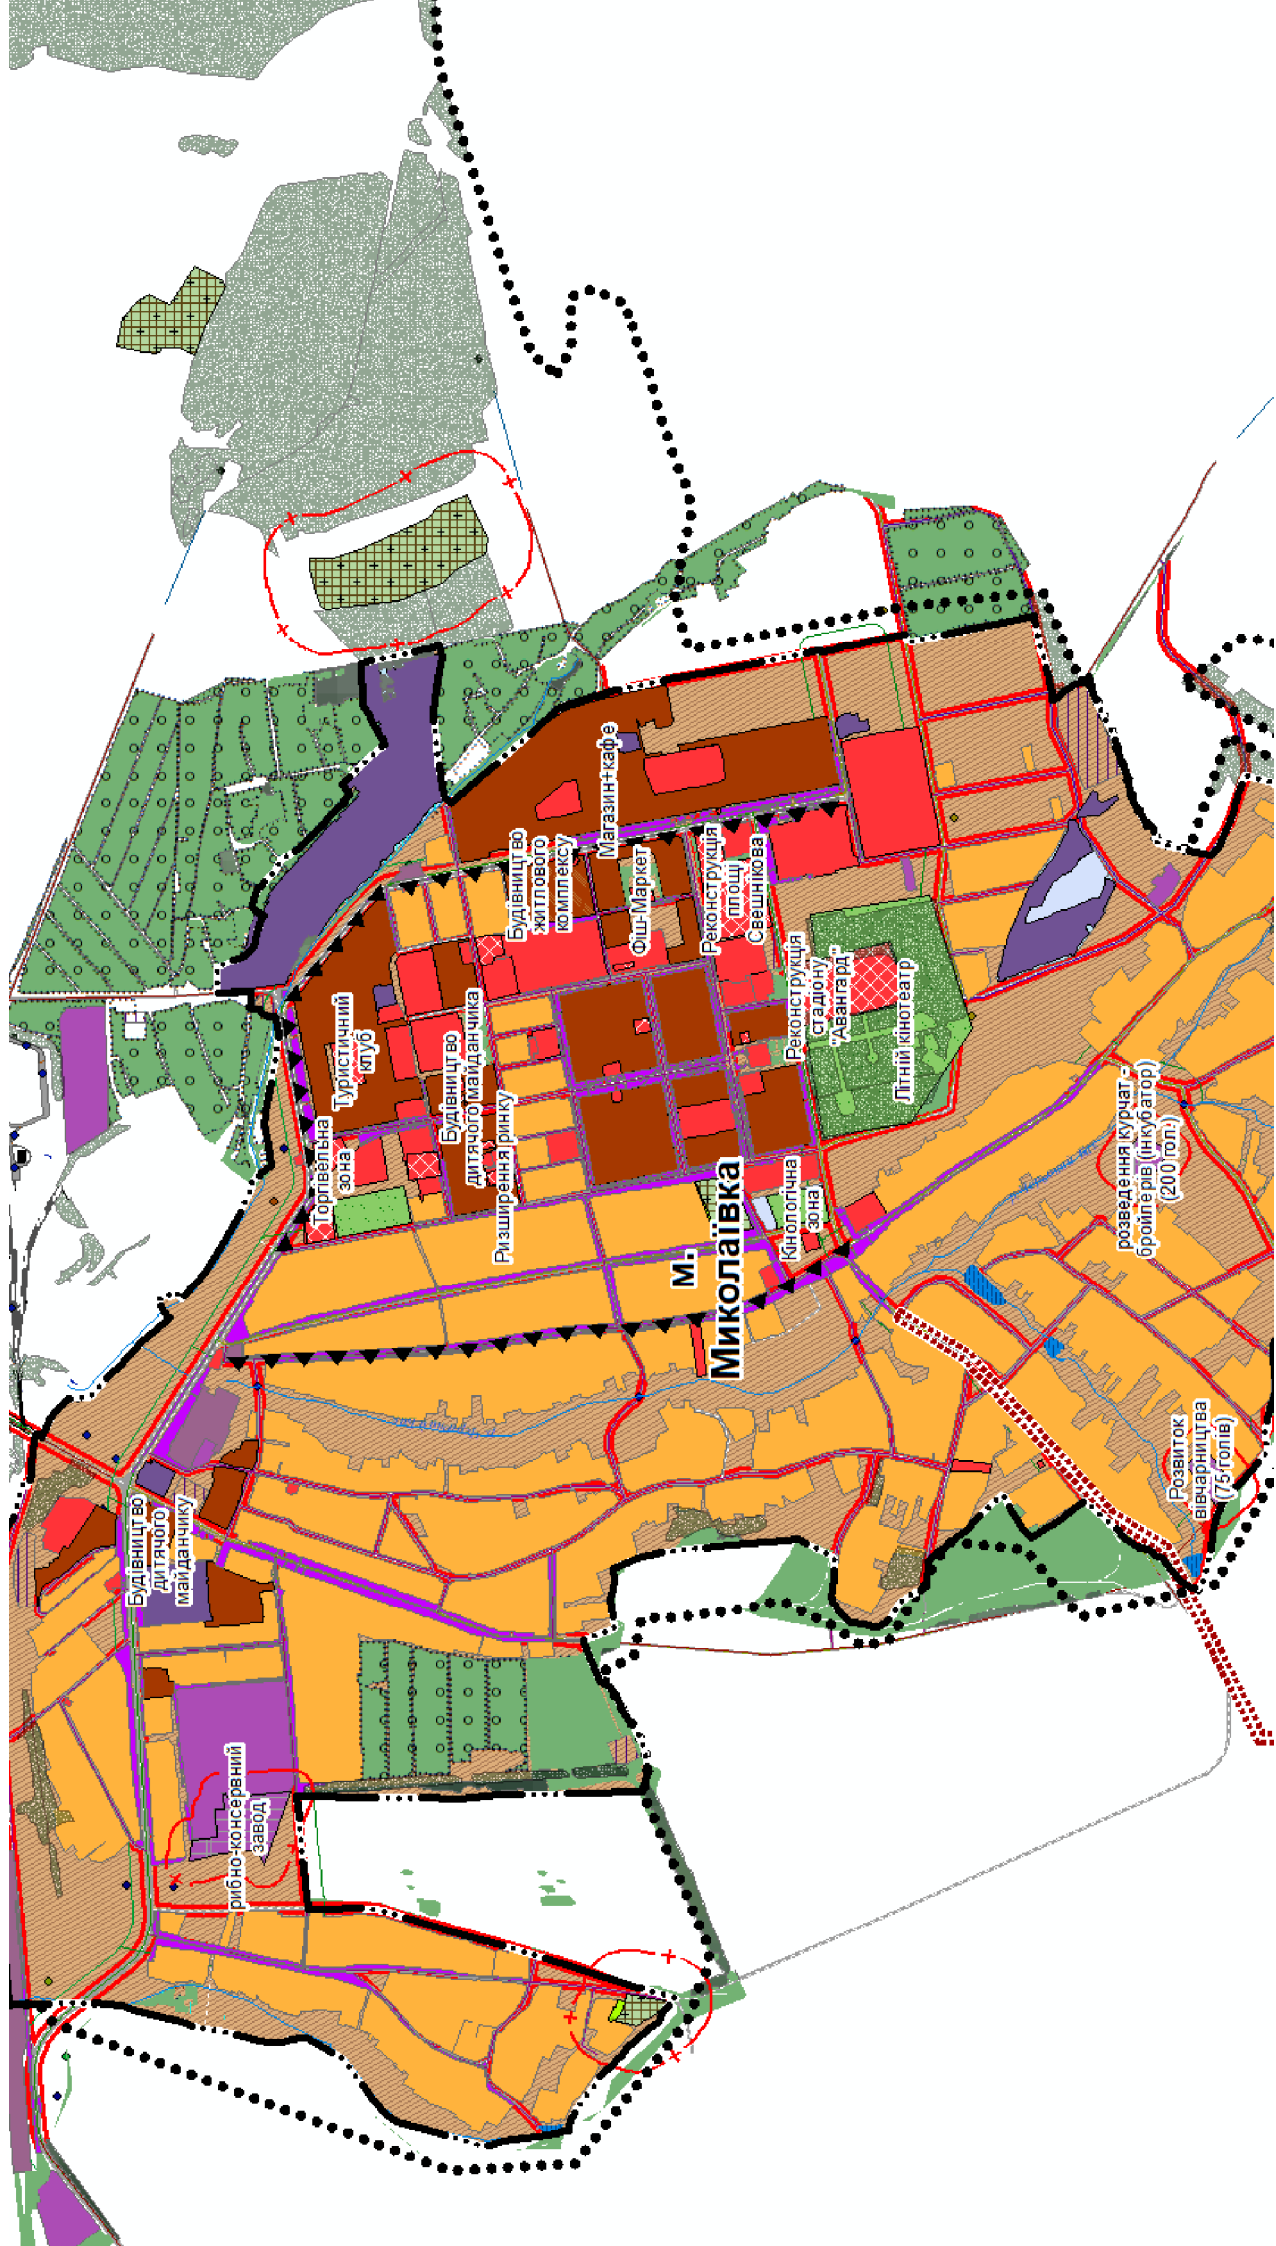 Магазин+кафе
Будівництво
житлового
комплексу
Фіш Маркет
Реконструкція
площі
Свешнікова
Туристичний
клуб
Будівництво
дитячого майданчика
Реконструкція
стадіону
"Авангард"
Літній кінотеатр
Торгівельна
зона
Розширення ринку
Кінологічна
зона
м.
Миколаївка
розведення курчат -
бройлерів (інкубатор)
(200 гол.)
Розвиток
вівчарництва
(75 голів)
Будівництво
дитячого
майданчику
рибно-консервний
завод